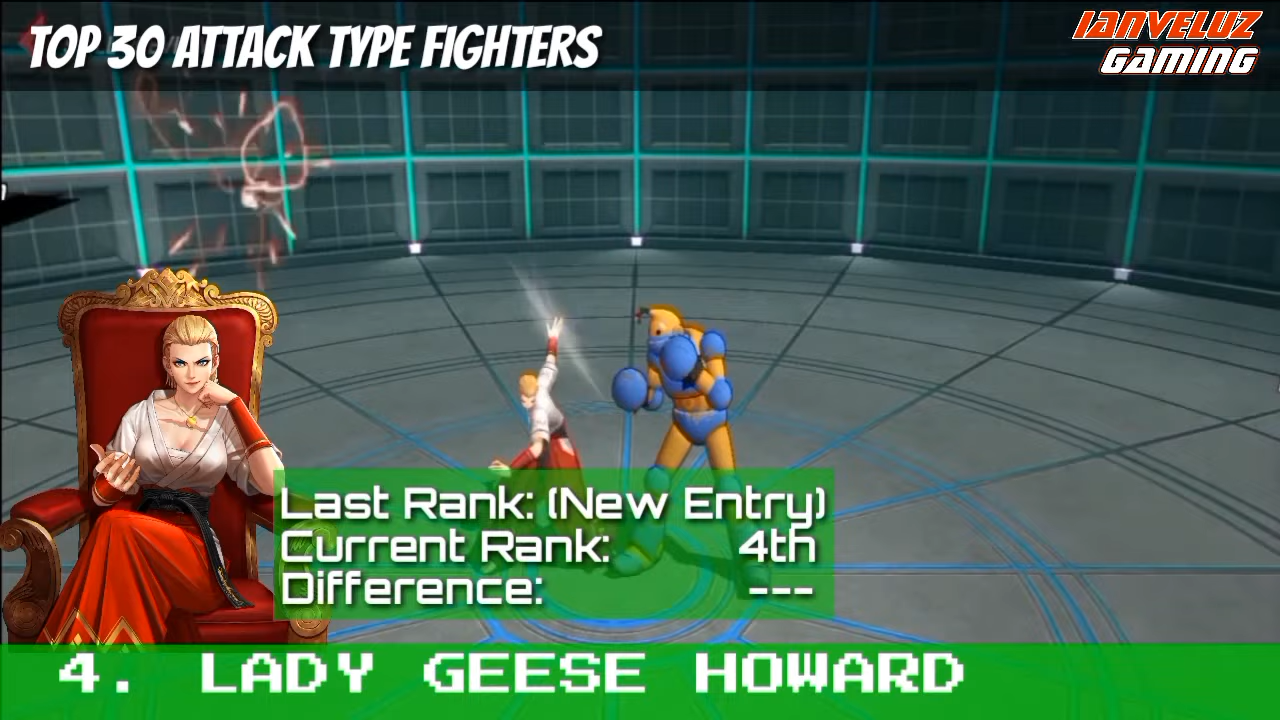 TOP 30 ATTACK TYPE FIGHTERS
IANVELUZ
GAMING
Last Rank: (New Entry)
Current Rank: 4th
Difference: ---
4. LADY GEESE HOWARD